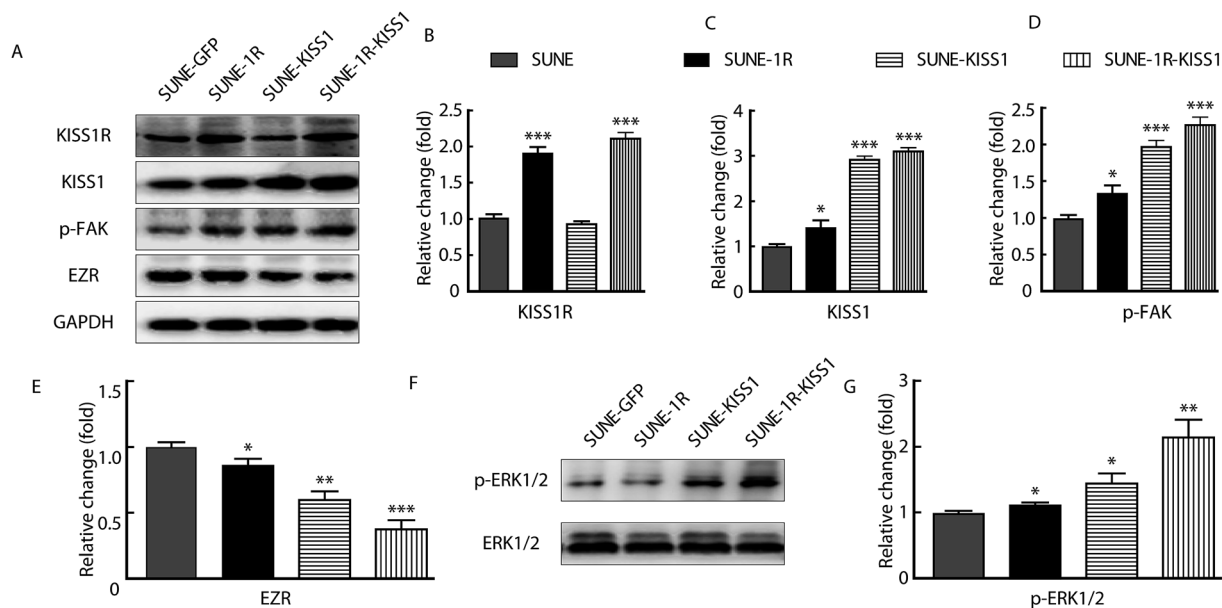 A
SUNE-GFP
SUNE-1R
SUNE-KISS1
SUNE-1R-KISS1
KISS1R
KISS1
p-FAK
EZR
GAPDH
B
C
D
SUNE
SUNE-1R
SUNE-KISS1
SUNE-1R-KISS1
Relative change (fold)
2.5
2.0
1.5
1.0
0.5
0
***
***
KISS1R
Relative change (fold)
4
3
2
1
0
*
***
***
KISS1
Relative change (fold)
2.5
2.0
1.5
1.0
0.5
0
*
***
***
p-FAK
E
Relative change (fold)
1.5
1.0
0.5
0
*
**
***
EZR
F
SUNE-GFP
SUNE-1R
SUNE-KISS1
SUNE-1R-KISS1
p-ERK1/2
ERK1/2
G
Relative change (fold)
3
2
1
0
*
*
**
p-ERK1/2